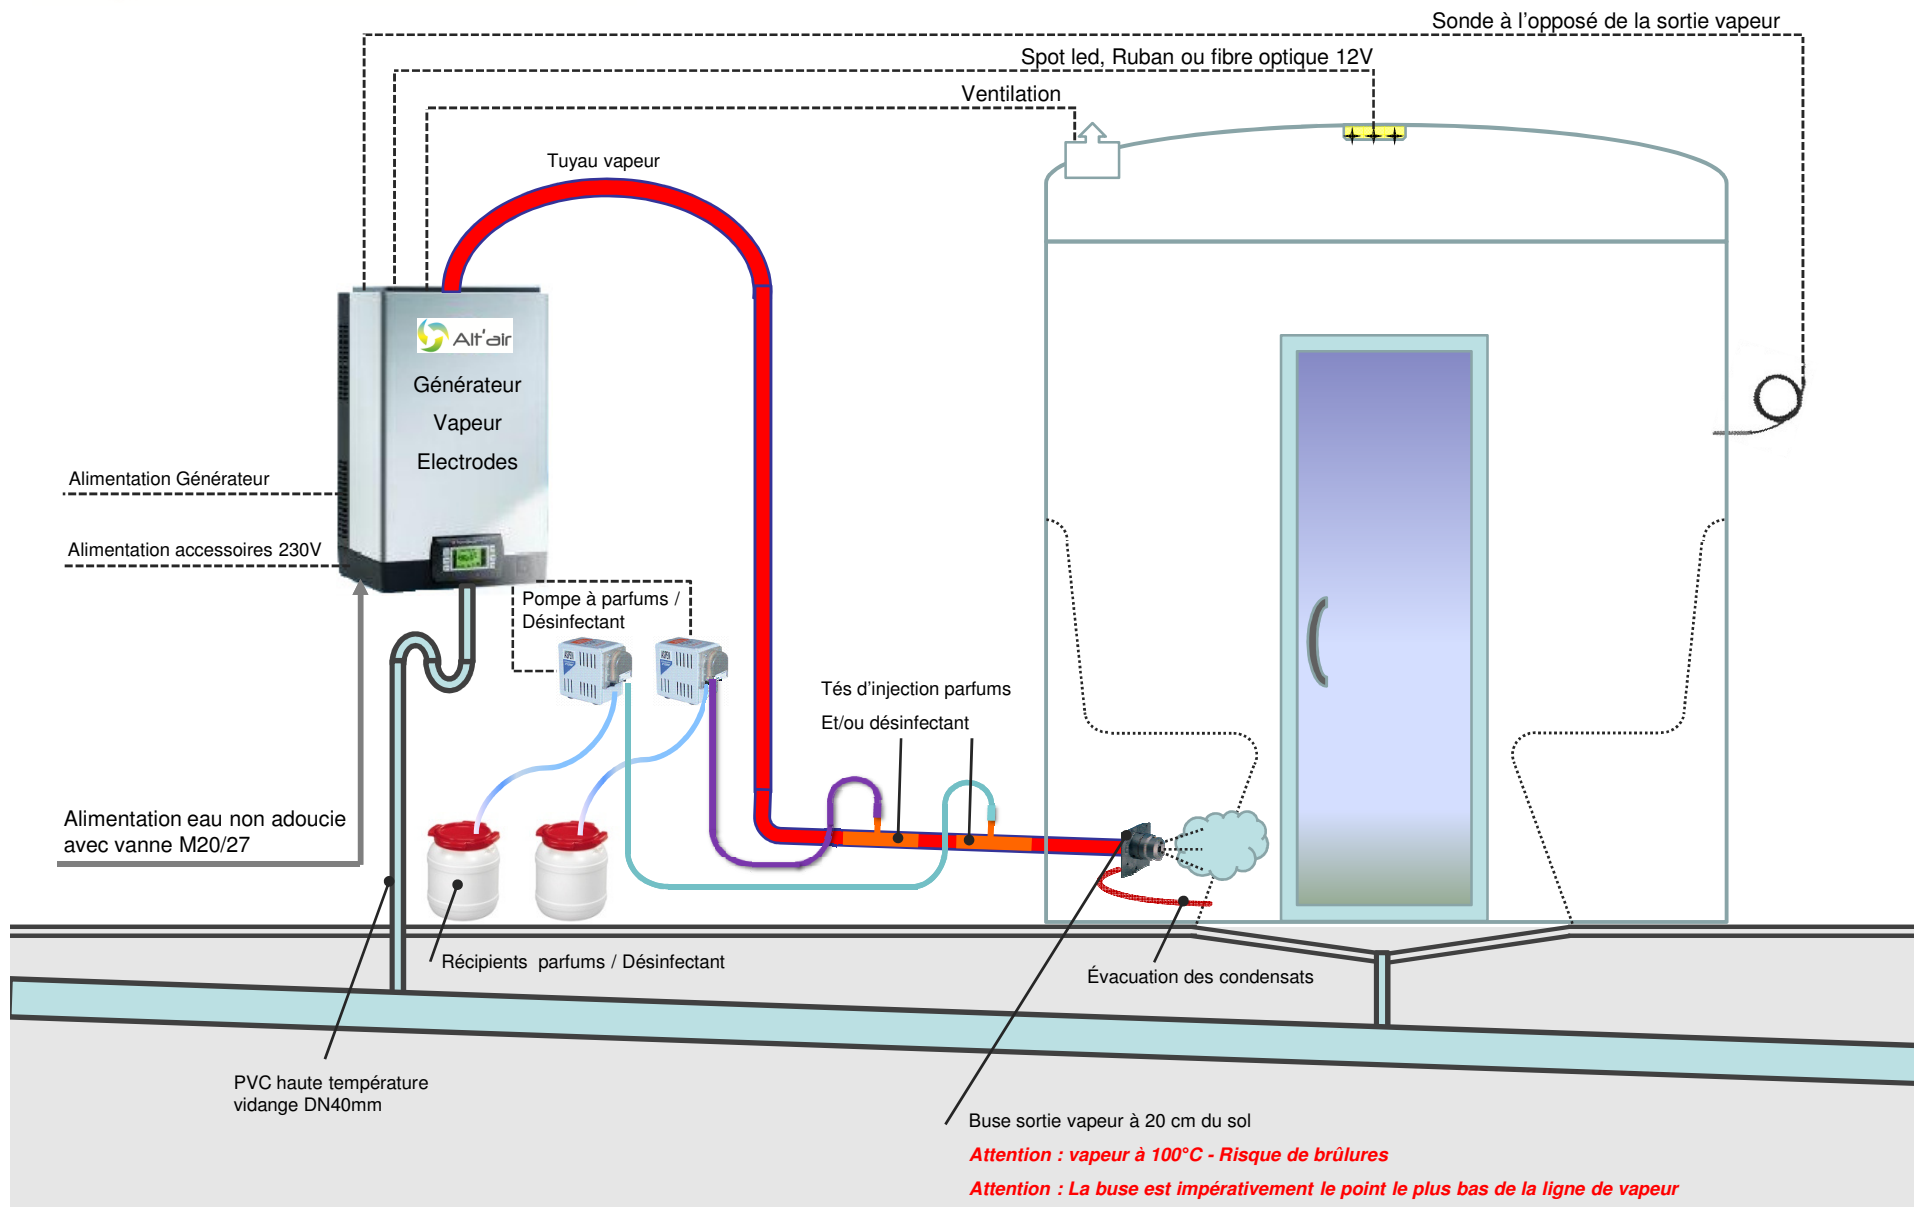 Sonde à l'opposé de la sortie vapeur
Spot led, Ruban ou fibre optique 12V
Ventilation
Tuyau vapeur
Alt'air
Générateur
Vapeur
Electrodes
Alimentation Générateur
Alimentation accessoires 230V
Pompe à parfums /
Désinfectant
Tés d'injection parfums
Et/ou désinfectant
Alimentation eau non adoucie
avec vanne M20/27
Récipients parfums / Désinfectant
Évacuation des condensats
PVC haute température
vidange DN40mm
Buse sortie vapeur à 20 cm du sol
Attention : vapeur à 100°C - Risque de brûlures
Attention : La buse est impérativement le point le plus bas de la ligne de vapeur